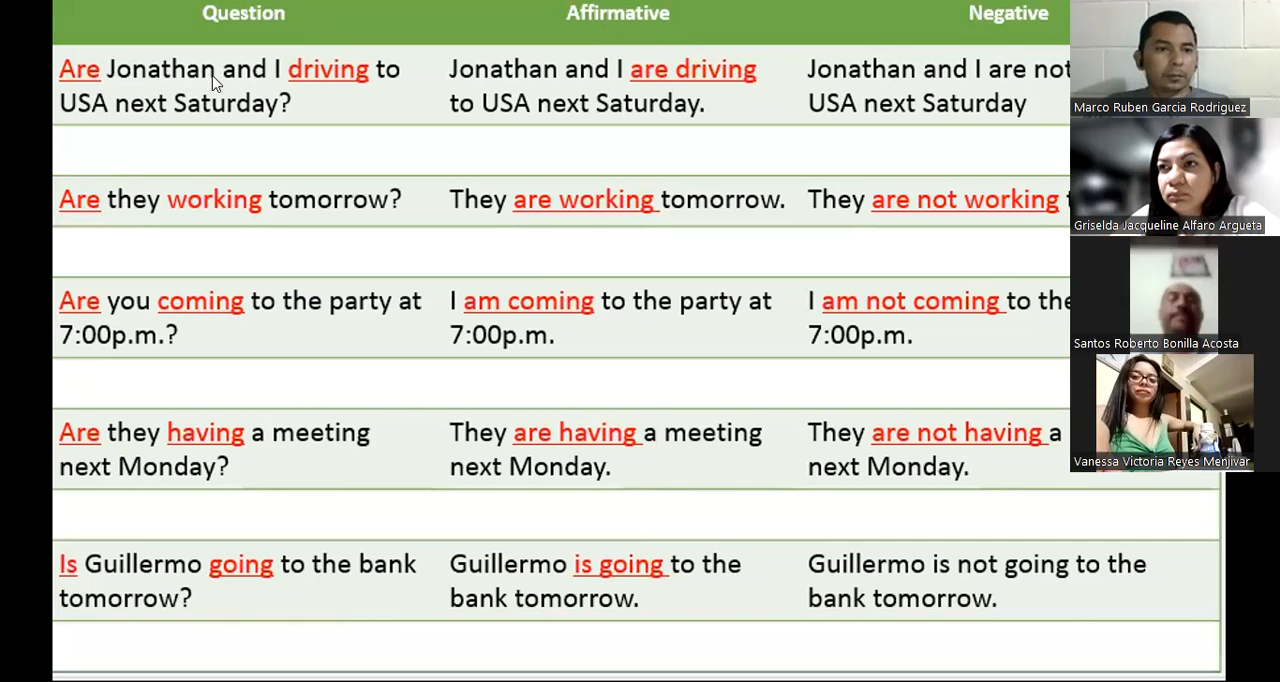 Question Affirmative Negative
Are Jonathan and I driving to
USA next Saturday?
Jonathan and I are driving
to USA next Saturday.
Jonathan and I are not
USA next Saturday
Are they working tomorrow?
They are working tomorrow.
They are not working
Are you coming to the party at
7:00p.m.?
I am coming to the party at
7:00p.m.
I am not coming to the
7:00p.m.
Are they having a meeting
next Monday?
They are having a meeting
next Monday.
They are not having a
next Monday.
Is Guillermo going to the bank
tomorrow?
Guillermo is going to the
bank tomorrow.
Guillermo is not going to the
bank tomorrow.
Marco Ruben Garcia Rodriguez
Griselda Jacqueline Alfaro Argueta
Santos Roberto Bonilla Acosta
Vanessa Victoria Reyes Menjivar